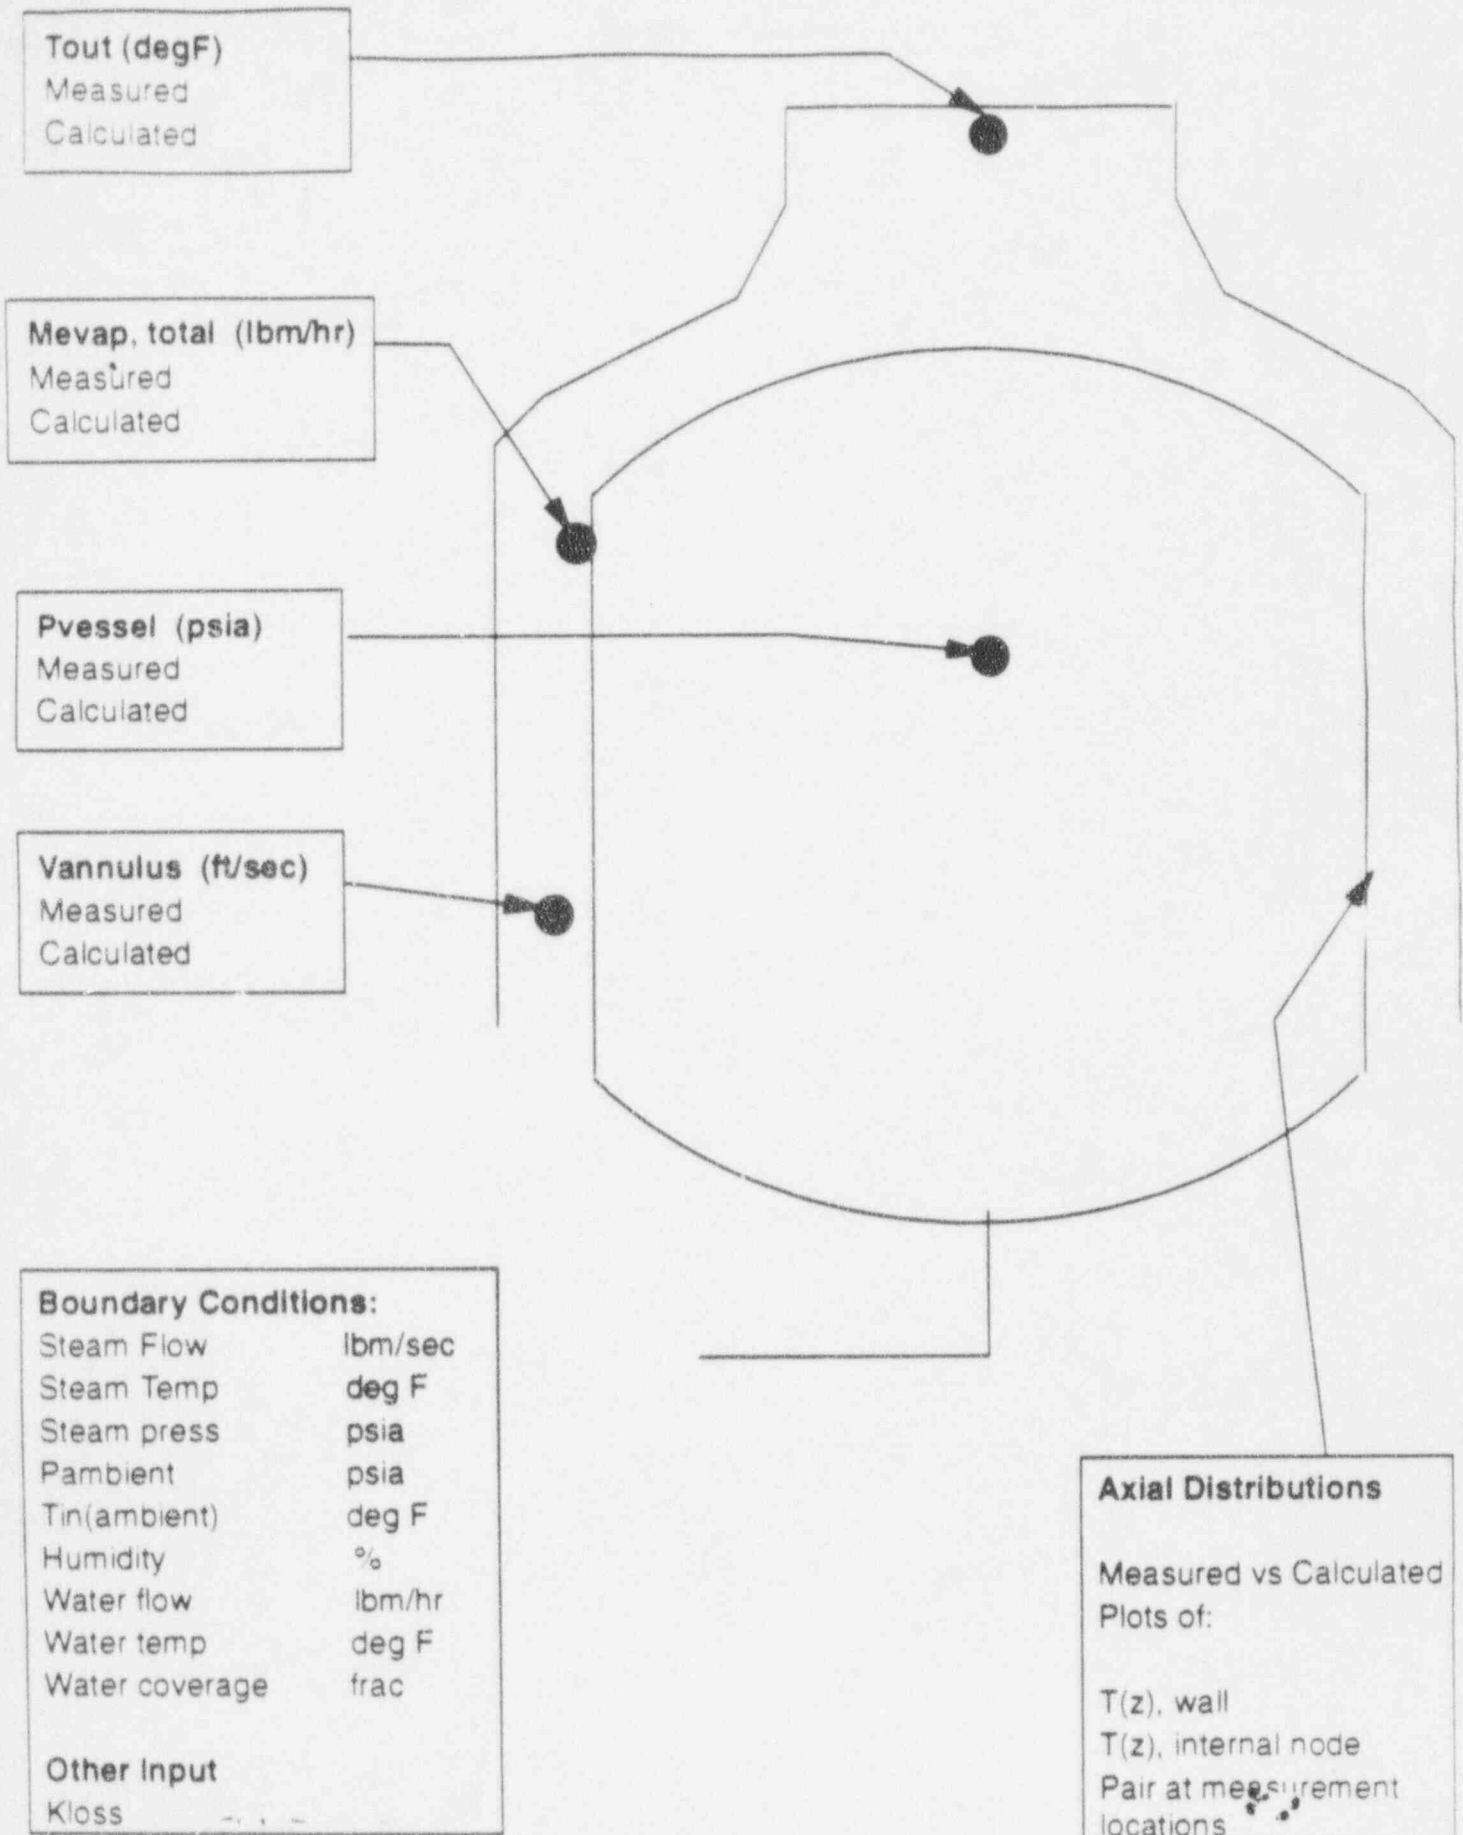 Tout (degF)
Measured
Calculated
Mevap, total (lbm/hr)
Measured
Calculated
Pvessel (psia)
Measured
Calculated
Vannulus (ft/sec)
Measured
Calculated
Boundary Conditions:
Steam Flow lbm/sec
Steam Temp deg F
Steam press psia
Pambient psia
Tin(ambient) deg F
Humidity %
Water flow lbm/hr
Water temp deg F
Water coverage frac
Other Input
Kloss
Axial Distributions
Measured vs Calculated
Plots of:
T(z), wall
T(z), internal node
Pair at measurement
locations